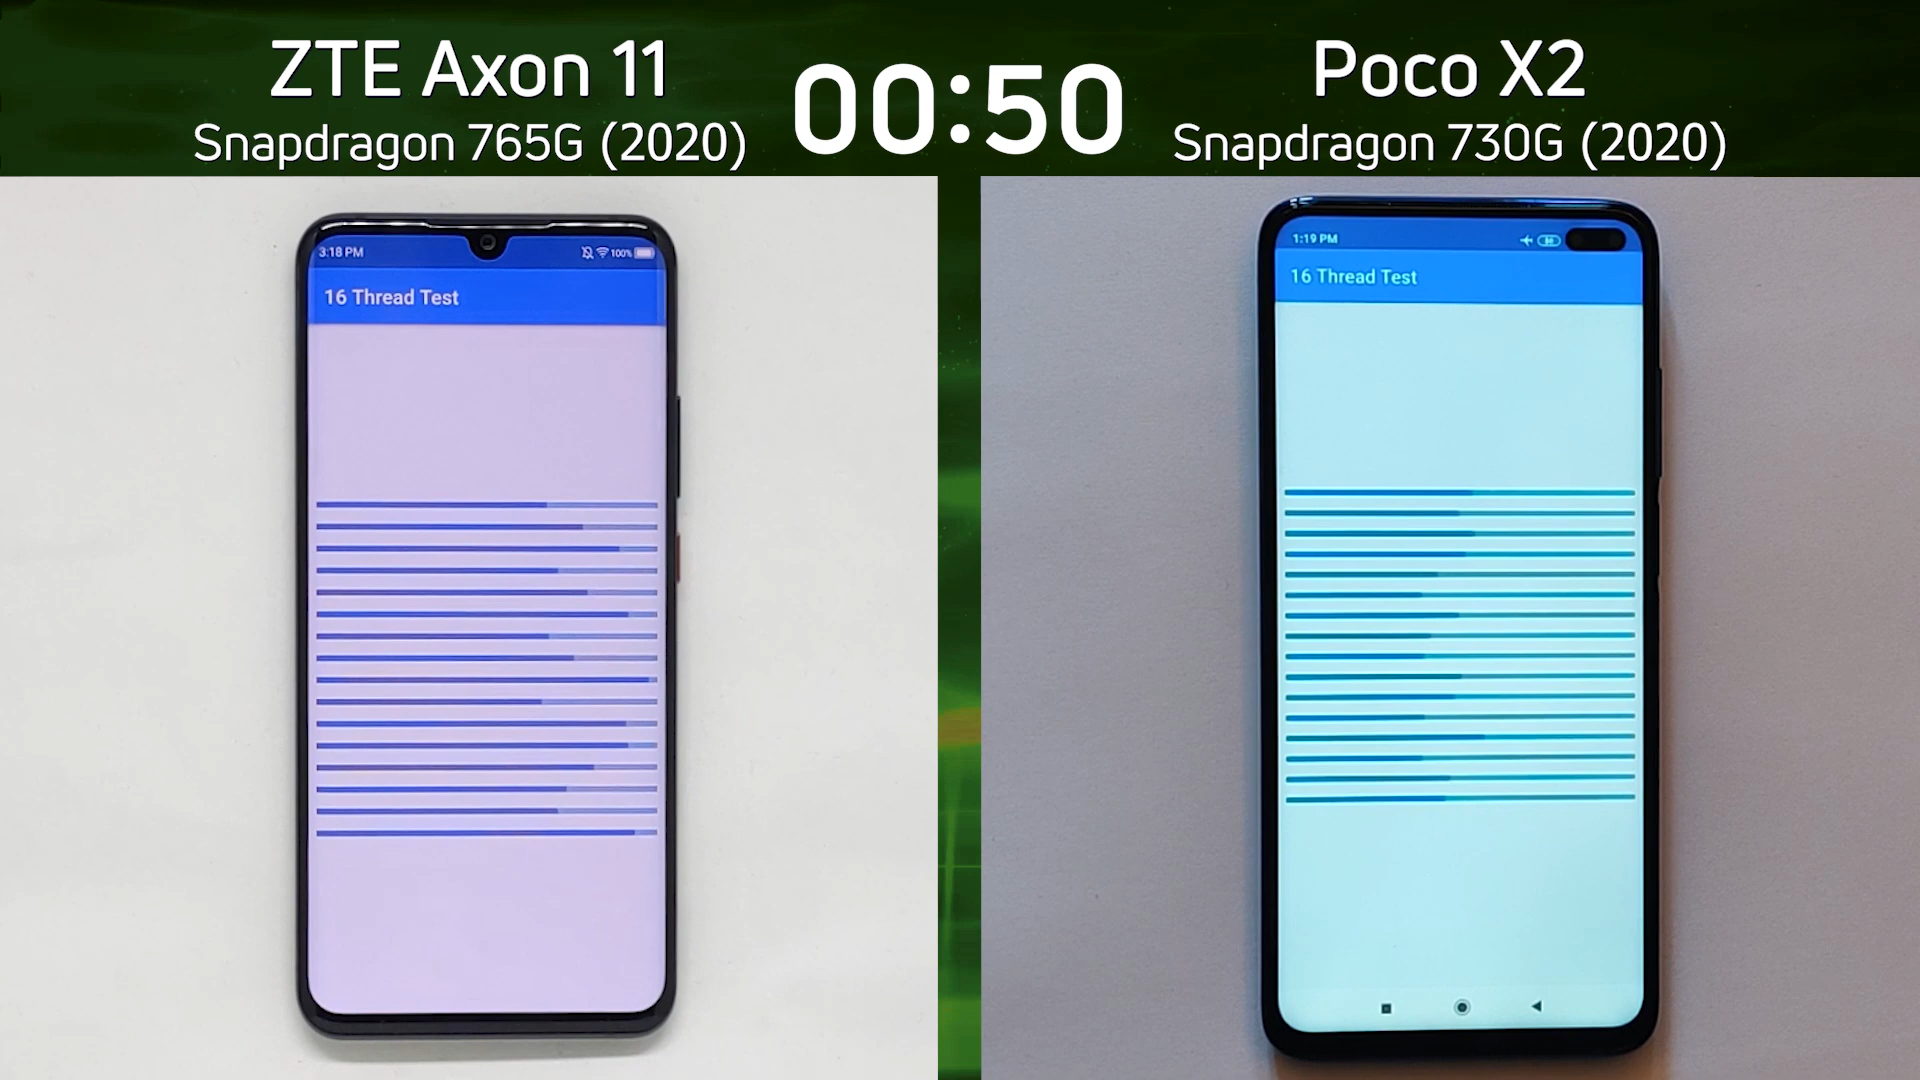 ZTE Axon 11
Snapdragon 765G (2020)
00:50
Poco X2
Snapdragon 730G (2020)
3:18 PM
100%
16 Thread Test
1:19 PM
16 Thread Test